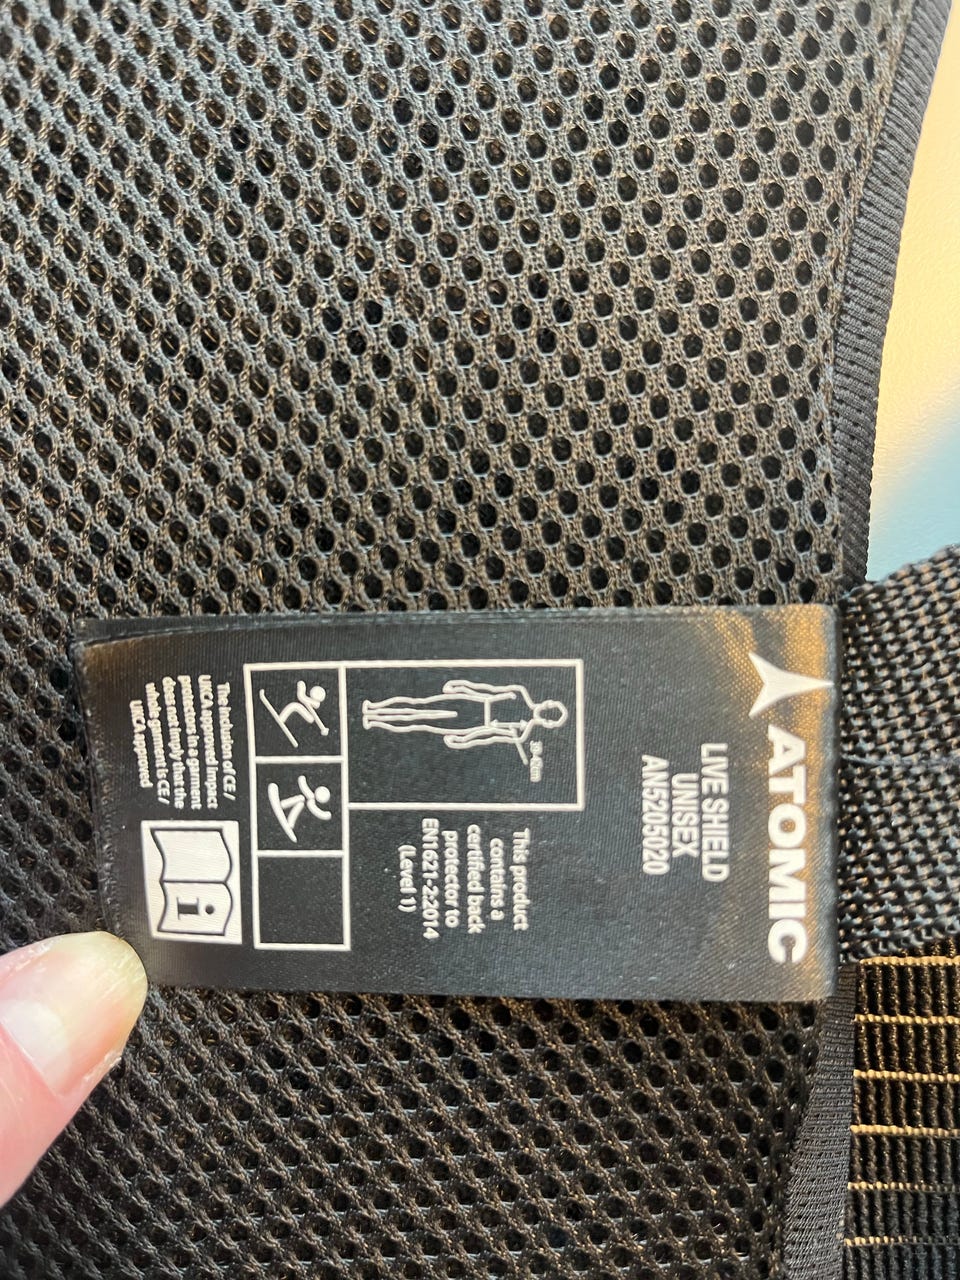 ATOMIC
LIVE SHIELD
UNISEX
AN5205020
This product
contains a
certified back
protector to
EN1621-2:2014
(Level 1)
The inclusion of CE /
UKCA approved impact
protectors in a garment
does not imply that the
whole garment is CE /
UKCA approved
i